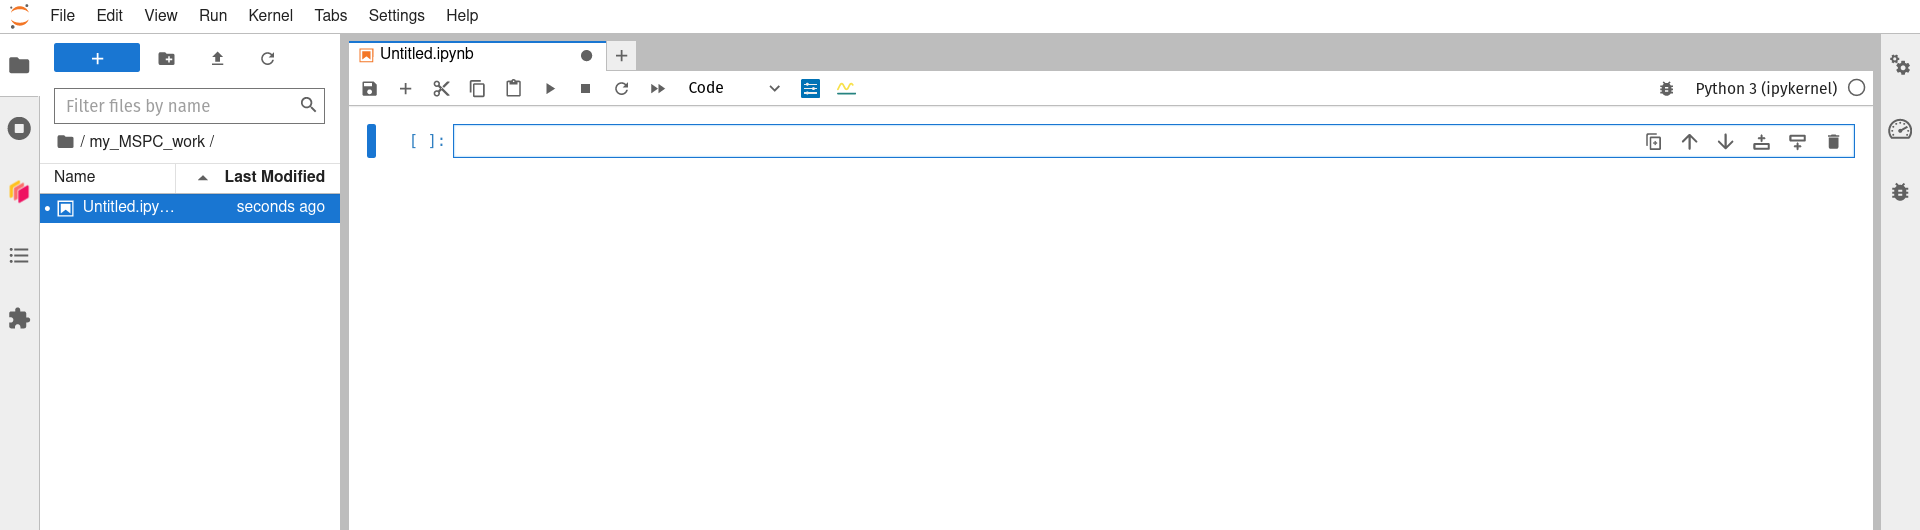 File Edit View Run Kernel Tabs Settings Help
Untitled.ipynb
Code
Python 3 (ipykernel)
Filter files by name
/ my_MSPC_work /
Name Last Modified
Untitled.ipy... seconds ago
[ ]: